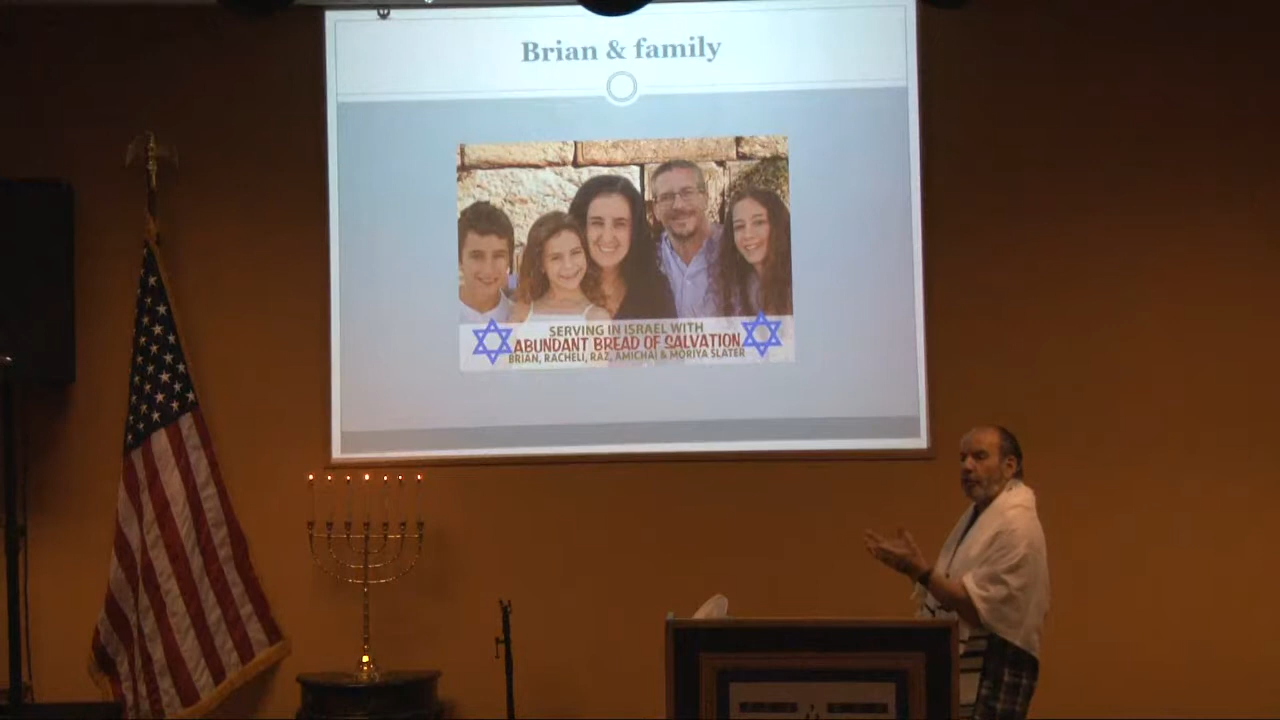 Brian & family
SERVING IN ISRAEL WITH
ABUNDANT BREAD OF SALVATION
BRIAN, RACHELI, RAZ, AMICHAI & MORIYA SLATER